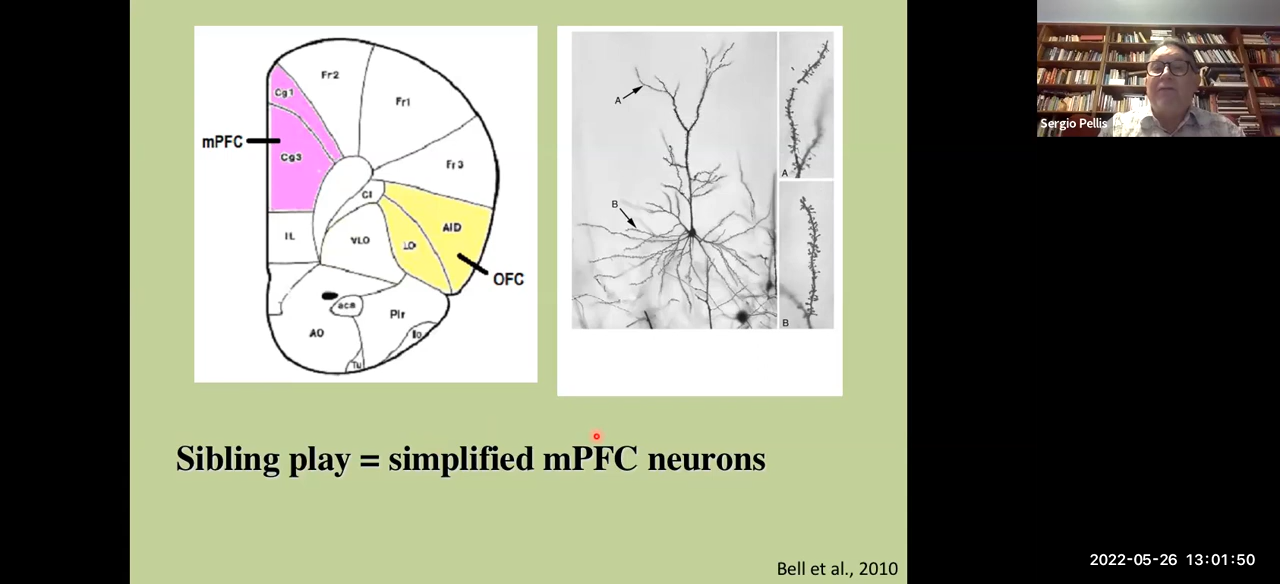 Fr2
Cg1
Fr1
mPFC
Cg3
Fr3
Cl
AID
IL
VLO
LO
OFC
aca
Pir
AO
Tu
A
B
A
B
Sergio Pellis
Sibling play = simplified mPFC neurons
Bell et al., 2010
2022-05-26 13:01:50